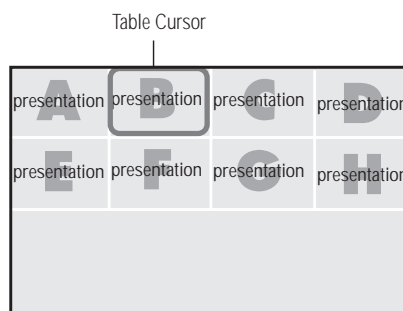 Table Cursor
A B C D
presentation presentation presentation presentation
E F G H
presentation presentation presentation presentation